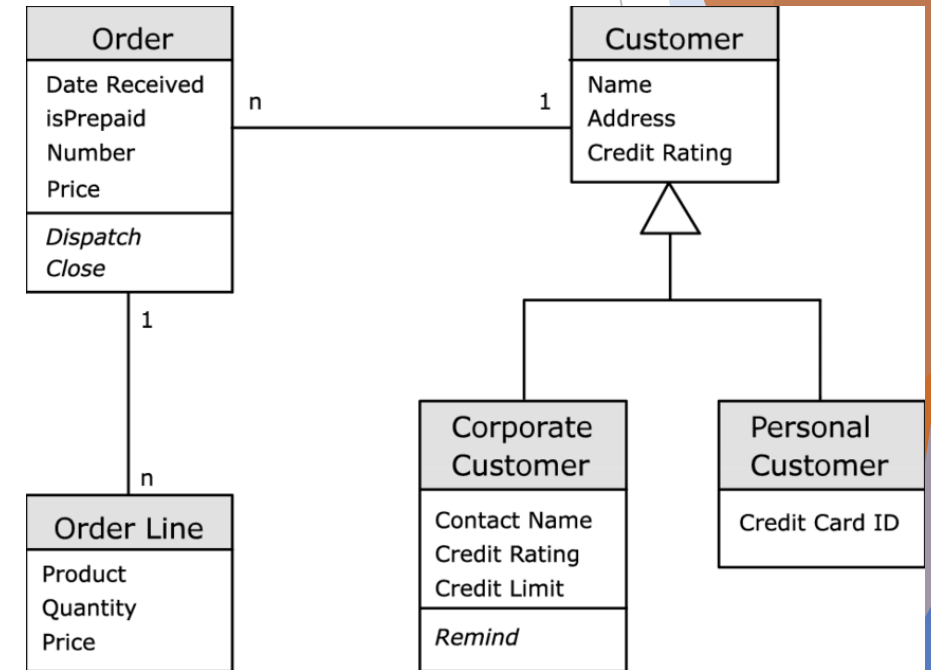 Order
Date Received
isPrepaid
Number
Price
Dispatch
Close
n
1
Customer
Name
Address
Credit Rating
1
n
Order Line
Product
Quantity
Price
Corporate
Customer
Contact Name
Credit Rating
Credit Limit
Remind
Personal
Customer
Credit Card ID